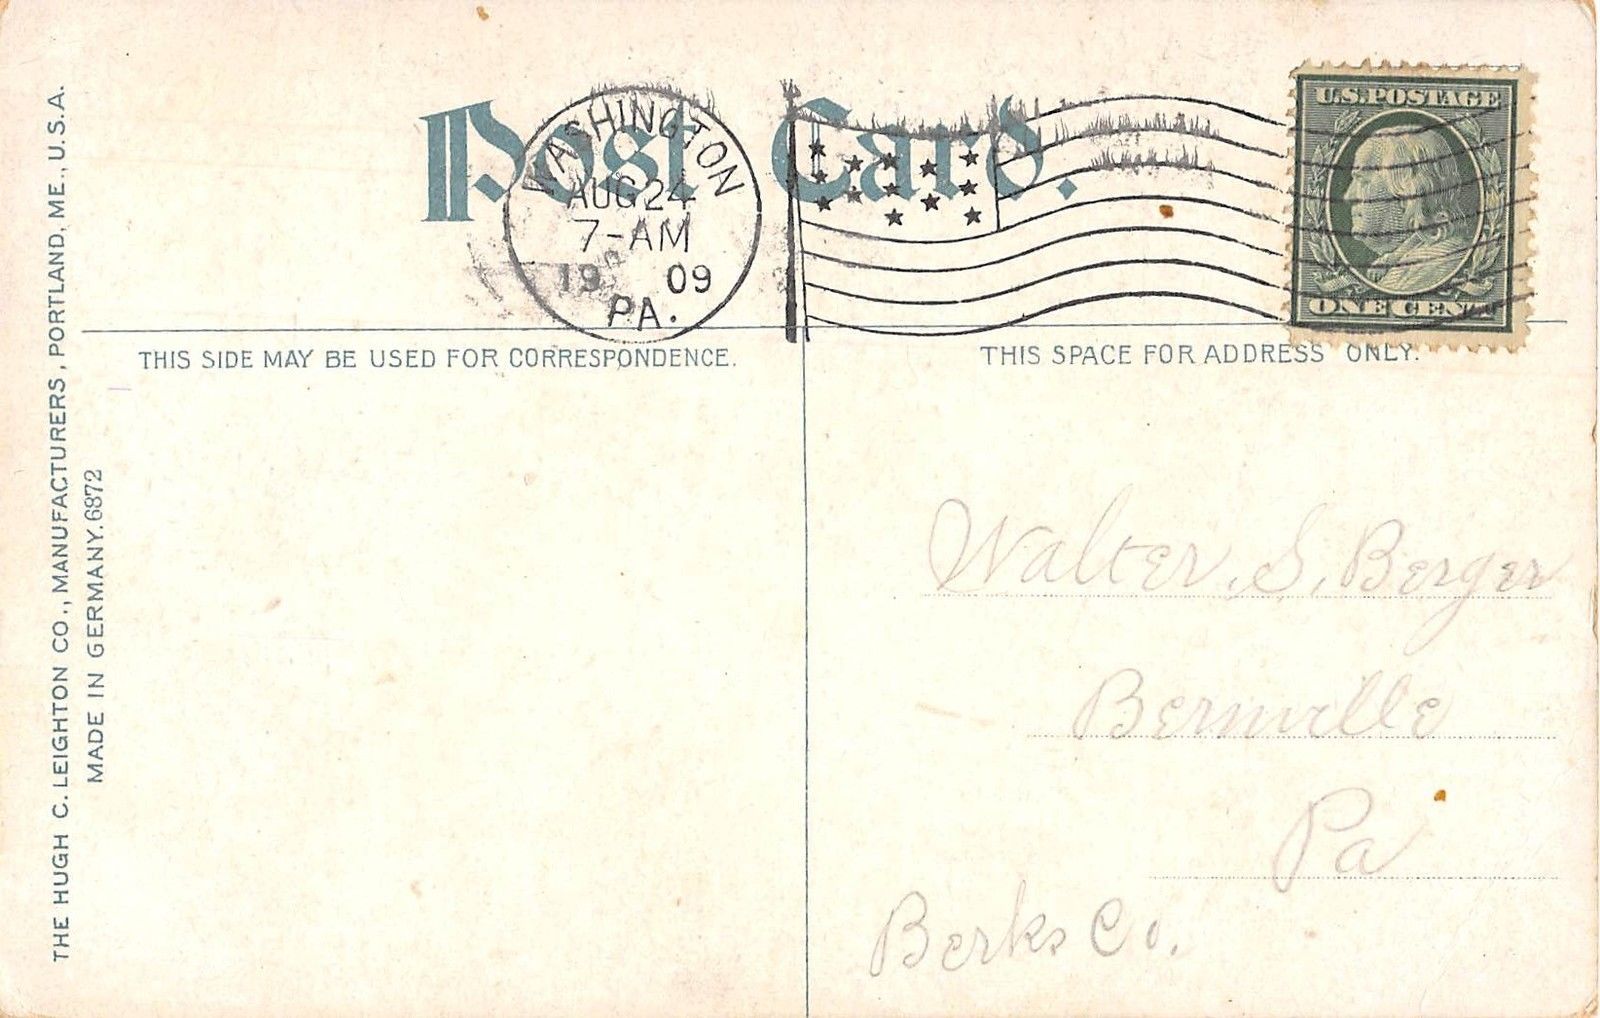 Post Card.
WASHINGTON
AUG 24
7-AM
19 09
PA.
U.S. POSTAGE
ONE CENT
THIS SIDE MAY BE USED FOR CORRESPONDENCE.
THIS SPACE FOR ADDRESS ONLY.
THE HUGH C. LEIGHTON CO., MANUFACTURERS, PORTLAND, ME., U.S.A.
MADE IN GERMANY. 6872
Walter. S. Berger
Bernville
Pa
Berks Co.